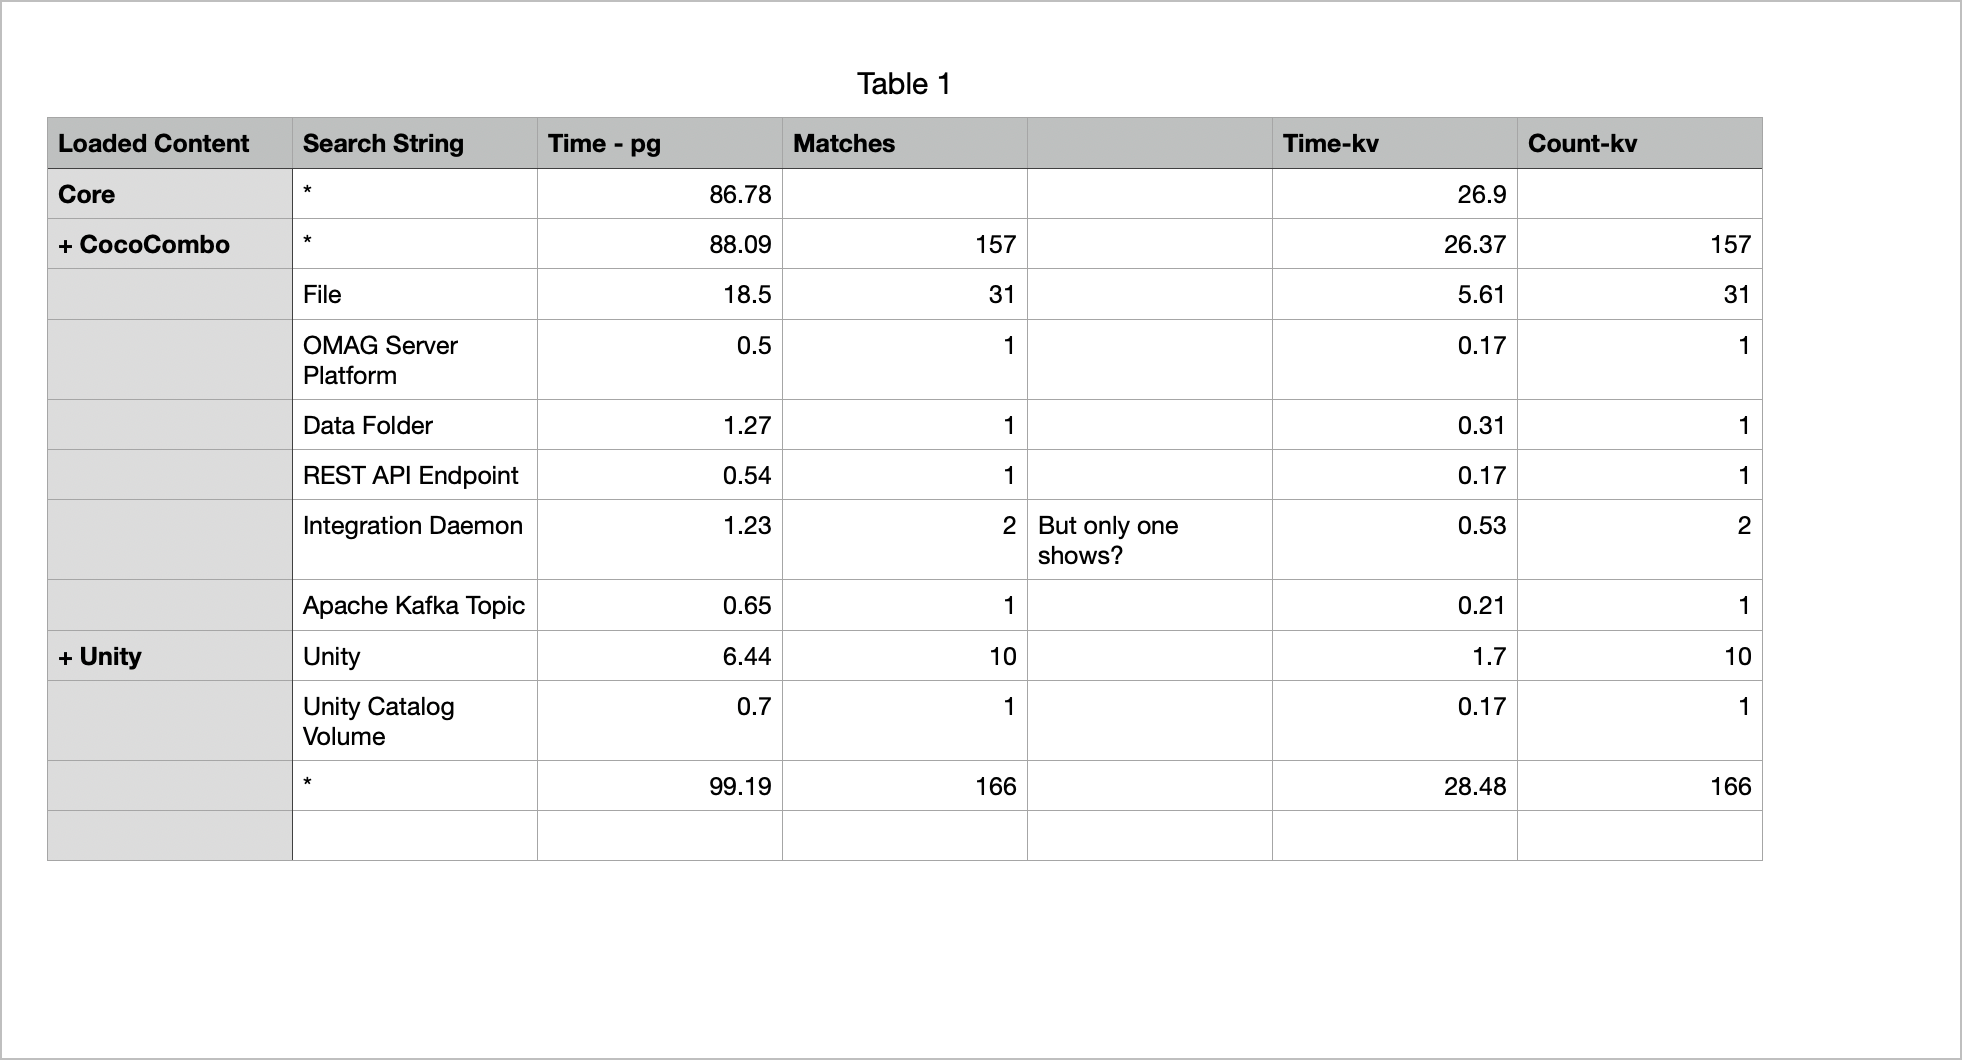 Table 1
Loaded Content Search String Time - pg Matches Time-kv Count-kv
Core * 86.78 26.9
+ CocoCombo * 88.09 157 26.37 157
File 18.5 31 5.61 31
OMAG Server Platform 0.5 1 0.17 1
Data Folder 1.27 1 0.31 1
REST API Endpoint 0.54 1 0.17 1
Integration Daemon 1.23 2 But only one shows? 0.53 2
Apache Kafka Topic 0.65 1 0.21 1
+ Unity Unity 6.44 10 1.7 10
Unity Catalog Volume 0.7 1 0.17 1
* 99.19 166 28.48 166